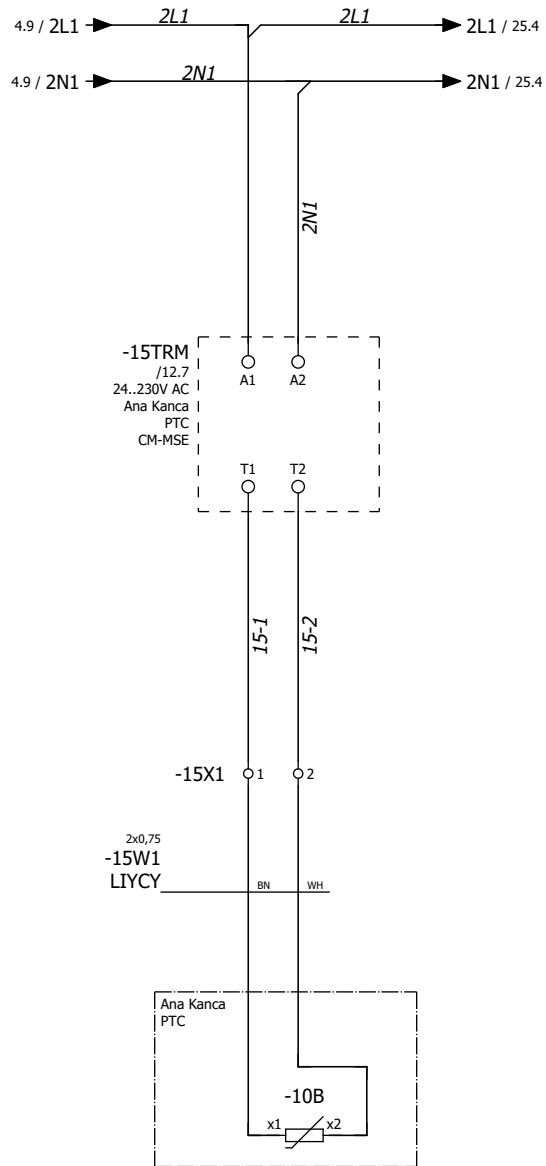 4.9 / 2L1 2L1 2L1 2L1 / 25.4
4.9 / 2N1 2N1 2N1 / 25.4
2N1
-15TRM
/12.7
24..230V AC
Ana Kanca
PTC
CM-MSE
A1 A2
T1 T2
15-1 15-2
-15X1 1 2
2x0,75
-15W1
LIYCY
BN WH
Ana Kanca
PTC
-10B
x1 x2